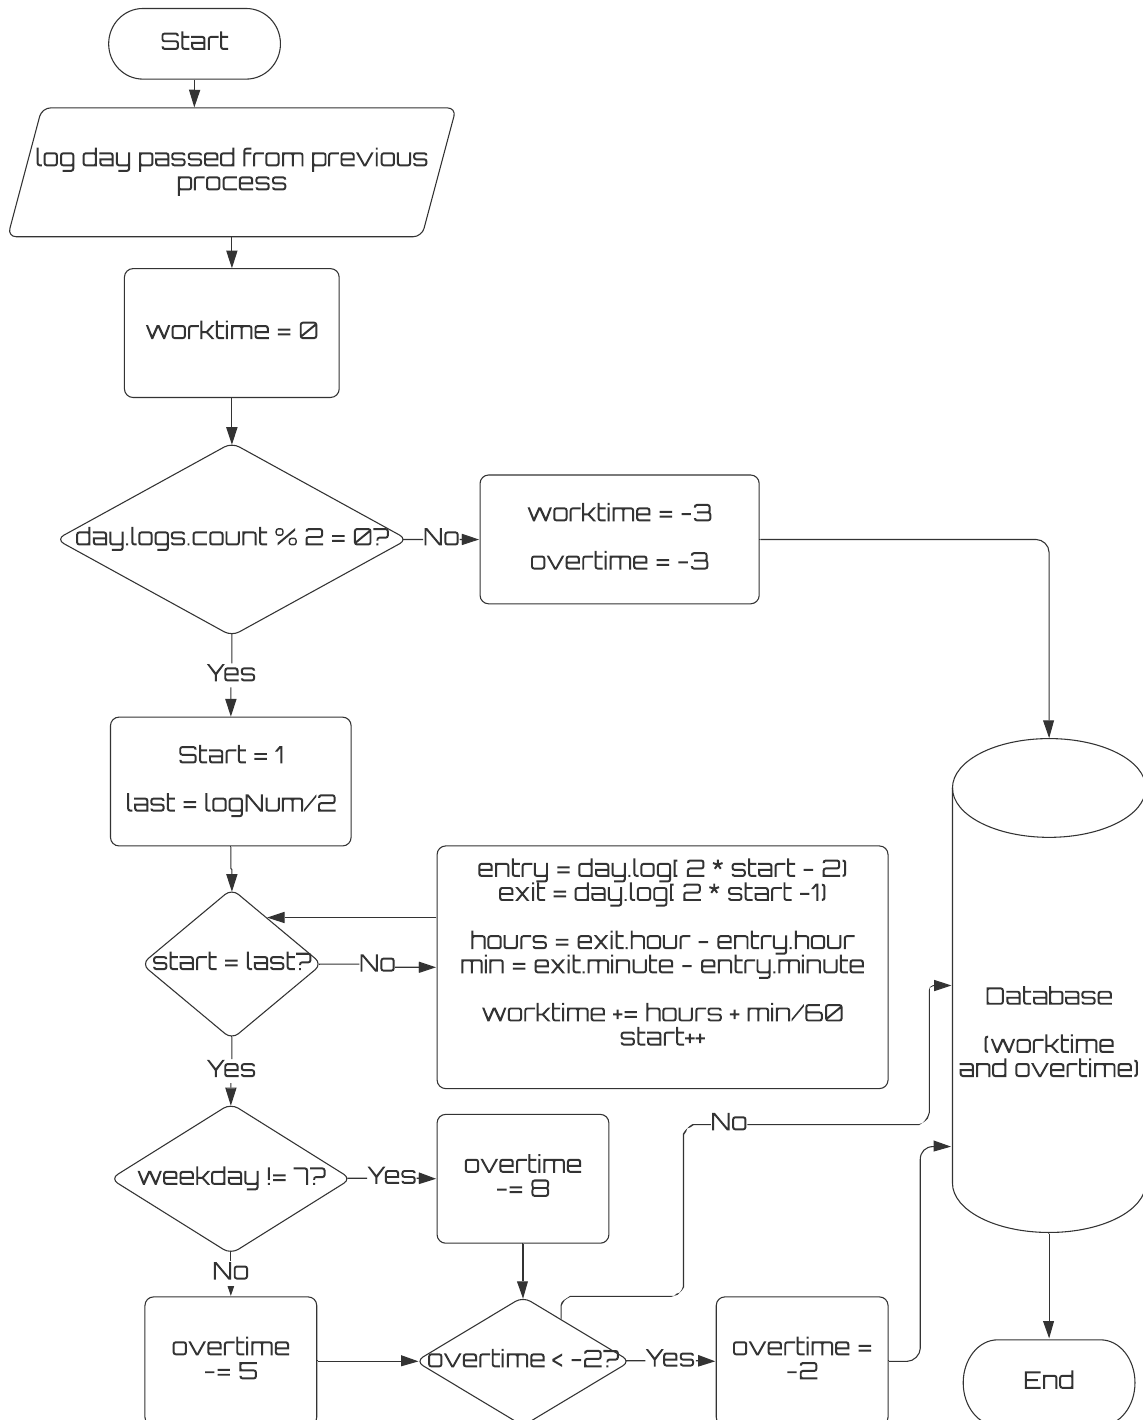 Start
log day passed from previous
process
worktime = 0
day.logs.count % 2 = 0?
No
worktime = -3
overtime = -3
Yes
Start = 1
last = logNum/2
entry = day.log( 2 * start - 2)
exit = day.log( 2 * start -1)
hours = exit.hour - entry.hour
min = exit.minute - entry.minute
worktime += hours + min/60
start++
start = last?
No
Yes
Database
(worktime
and overtime)
weekday != 7?
Yes
overtime
-= 8
No
No
overtime
-= 5
overtime < -2?
Yes
overtime =
-2
End